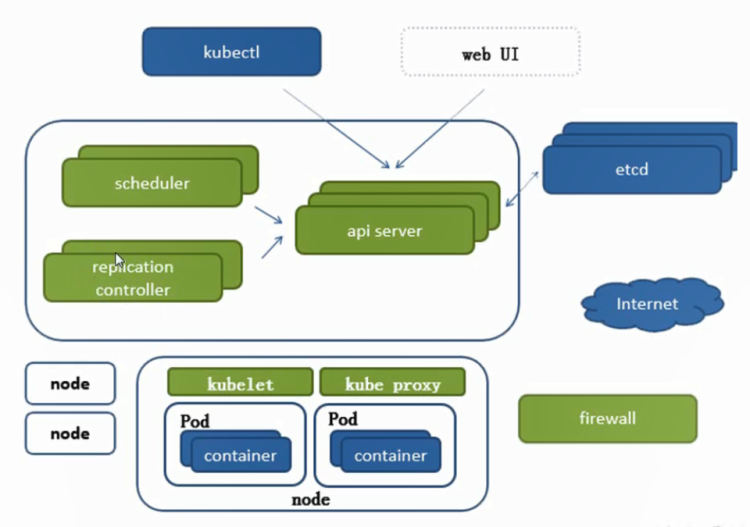 kubectl
web UI
scheduler
api server
etcd
replication
controller
Internet
node
node
kubelet
kube proxy
Pod
container
Pod
container
node
firewall